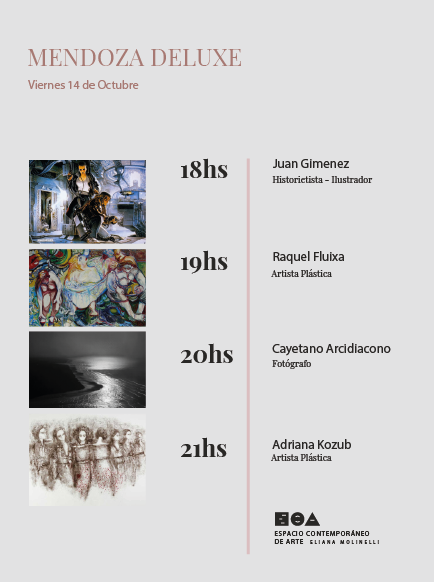 MENDOZA DELUXE
Viernes 14 de Octubre
18hs
Juan Gimenez
Historietista - Ilustrador
19hs
Raquel Fluixa
Artista Plástica
20hs
Cayetano Arcidiacono
Fotógrafo
21hs
Adriana Kozub
Artista Plástica
ECA
ESPACIO CONTEMPORÁNEO
DE ARTE ELIANA MOLINELLI